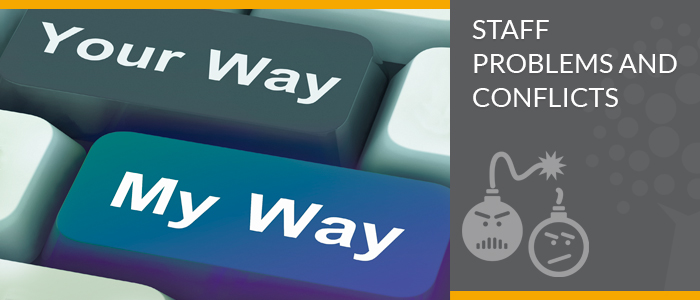 Your Way
My Way
STAFF
PROBLEMS AND
CONFLICTS